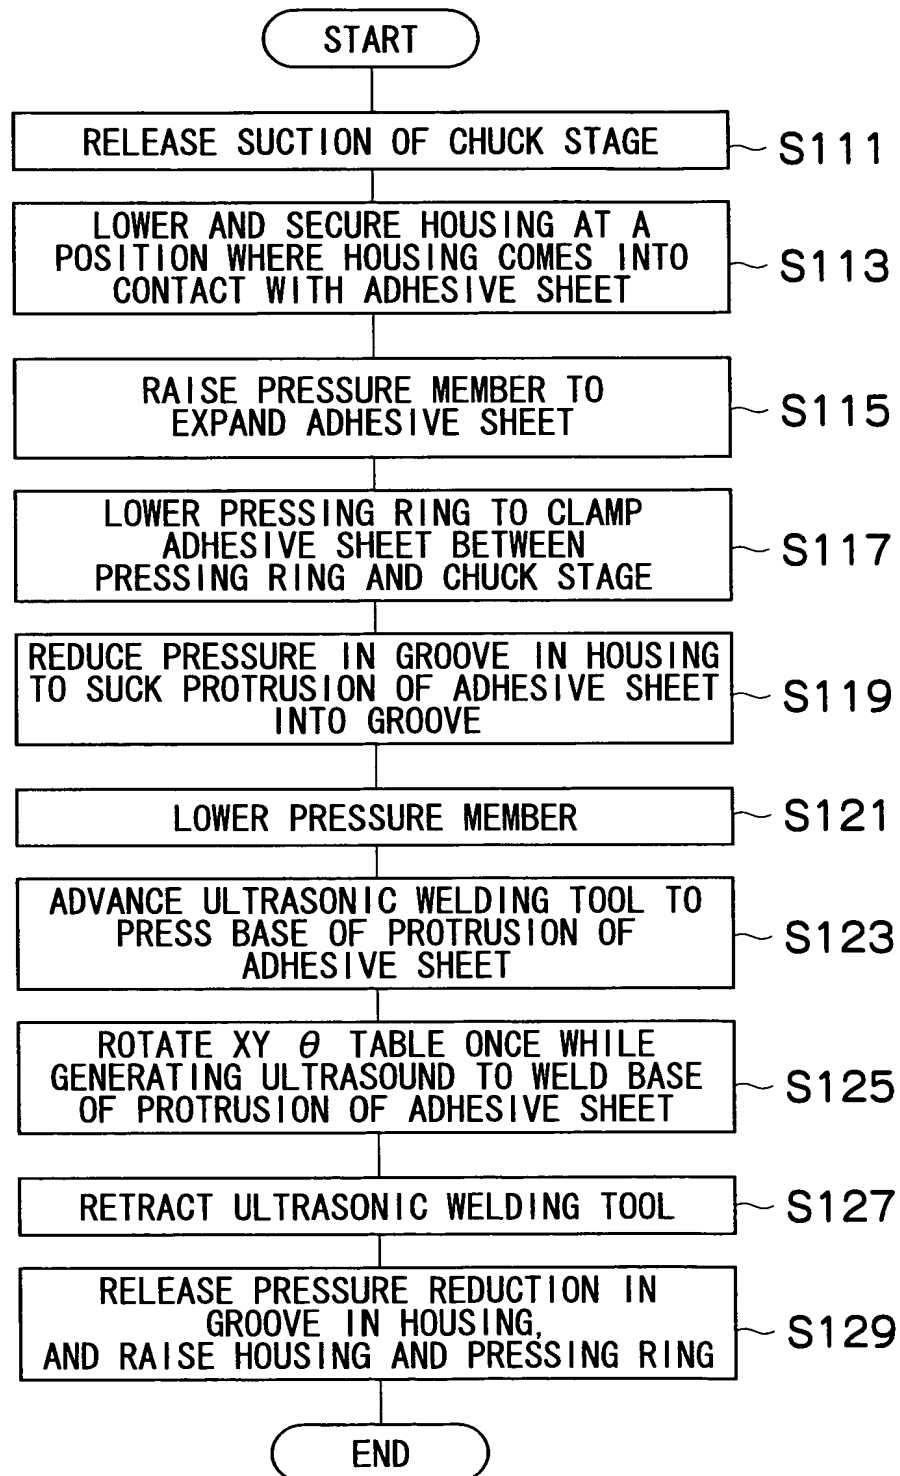 START
RELEASE SUCTION OF CHUCK STAGE
S111
LOWER AND SECURE HOUSING AT A
POSITION WHERE HOUSING COMES INTO
CONTACT WITH ADHESIVE SHEET
S113
RAISE PRESSURE MEMBER TO
EXPAND ADHESIVE SHEET
S115
LOWER PRESSING RING TO CLAMP
ADHESIVE SHEET BETWEEN
PRESSING RING AND CHUCK STAGE
S117
REDUCE PRESSURE IN GROOVE IN HOUSING
TO SUCK PROTRUSION OF ADHESIVE SHEET
INTO GROOVE
S119
LOWER PRESSURE MEMBER
S121
ADVANCE ULTRASONIC WELDING TOOL TO
PRESS BASE OF PROTRUSION OF
ADHESIVE SHEET
S123
ROTATE XY θ TABLE ONCE WHILE
GENERATING ULTRASOUND TO WELD BASE
OF PROTRUSION OF ADHESIVE SHEET
S125
RETRACT ULTRASONIC WELDING TOOL
S127
RELEASE PRESSURE REDUCTION IN
GROOVE IN HOUSING,
AND RAISE HOUSING AND PRESSING RING
S129
END